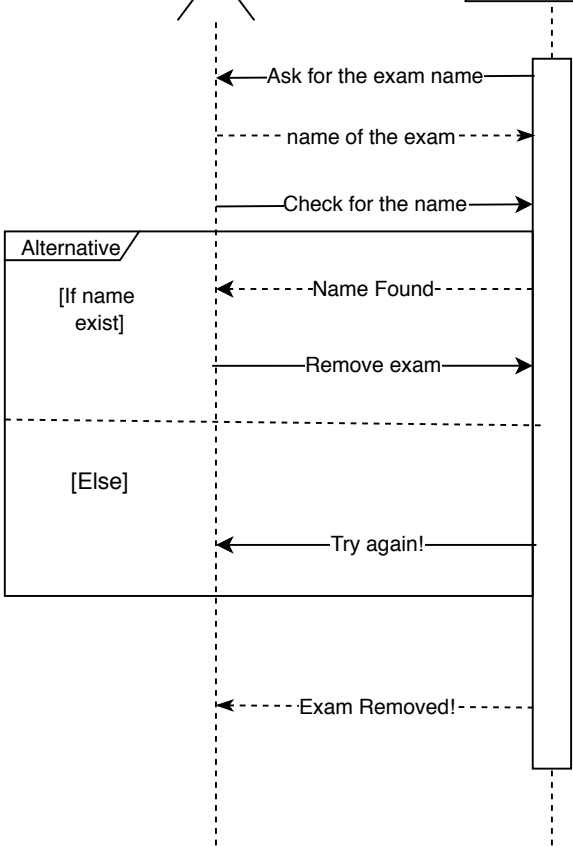 Ask for the exam name
name of the exam
Check for the name
Alternative
Name Found
[If name
exist]
Remove exam
[Else]
Try again!
Exam Removed!